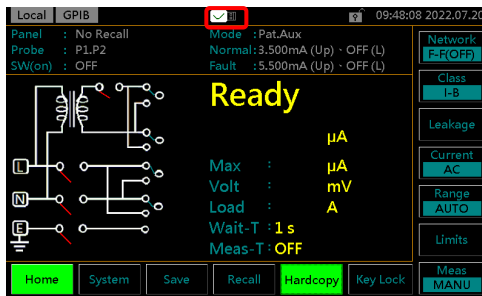 Local GPIB 09:48:08 2022.07.20
Panel : No Recall Mode :Pat.Aux
Probe : P1.P2 Normal:3.500mA (Up)、OFF (L)
SW(on) : OFF Fault :5.500mA (Up)、OFF (L)
Network
F-F(OFF)
Class
I-B
Leakage
Current
AC
Range
AUTO
Limits
Meas
MANU
Ready
µA
Max : µA
Volt : mV
Load : A
Wait-T : 1 s
Meas-T : OFF
L
N
E
Home System Save Recall Hardcopy Key Lock